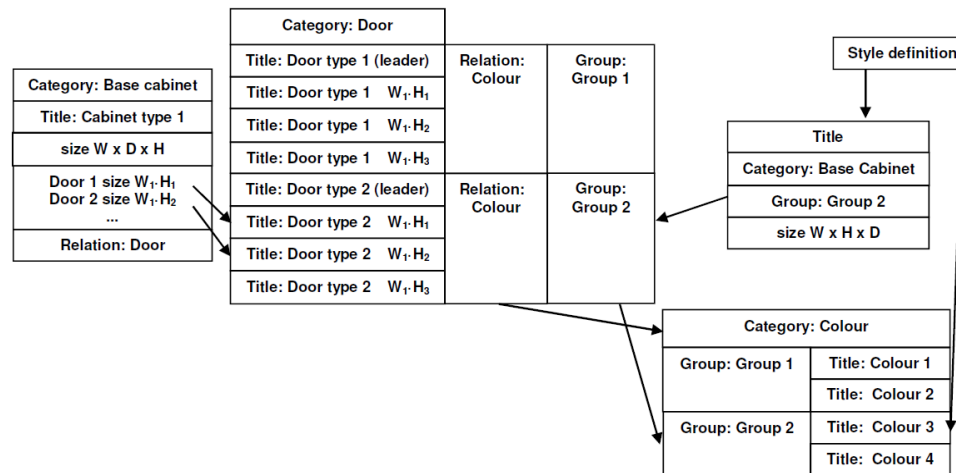 Category: Base cabinet
Title: Cabinet type 1
size W x D x H
Door 1 size W₁·H₁
Door 2 size W₁·H₂
...
Relation: Door
Category: Door
Title: Door type 1 (leader)
Title: Door type 1 W₁·H₁
Title: Door type 1 W₁·H₂
Title: Door type 1 W₁·H₃
Title: Door type 2 (leader)
Title: Door type 2 W₁·H₁
Title: Door type 2 W₁·H₂
Title: Door type 2 W₁·H₃
Relation:
Colour
Relation:
Colour
Group:
Group 1
Group:
Group 2
Style definition
Title
Category: Base Cabinet
Group: Group 2
size W x H x D
Category: Colour
Group: Group 1
Title: Colour 1
Title: Colour 2
Group: Group 2
Title: Colour 3
Title: Colour 4